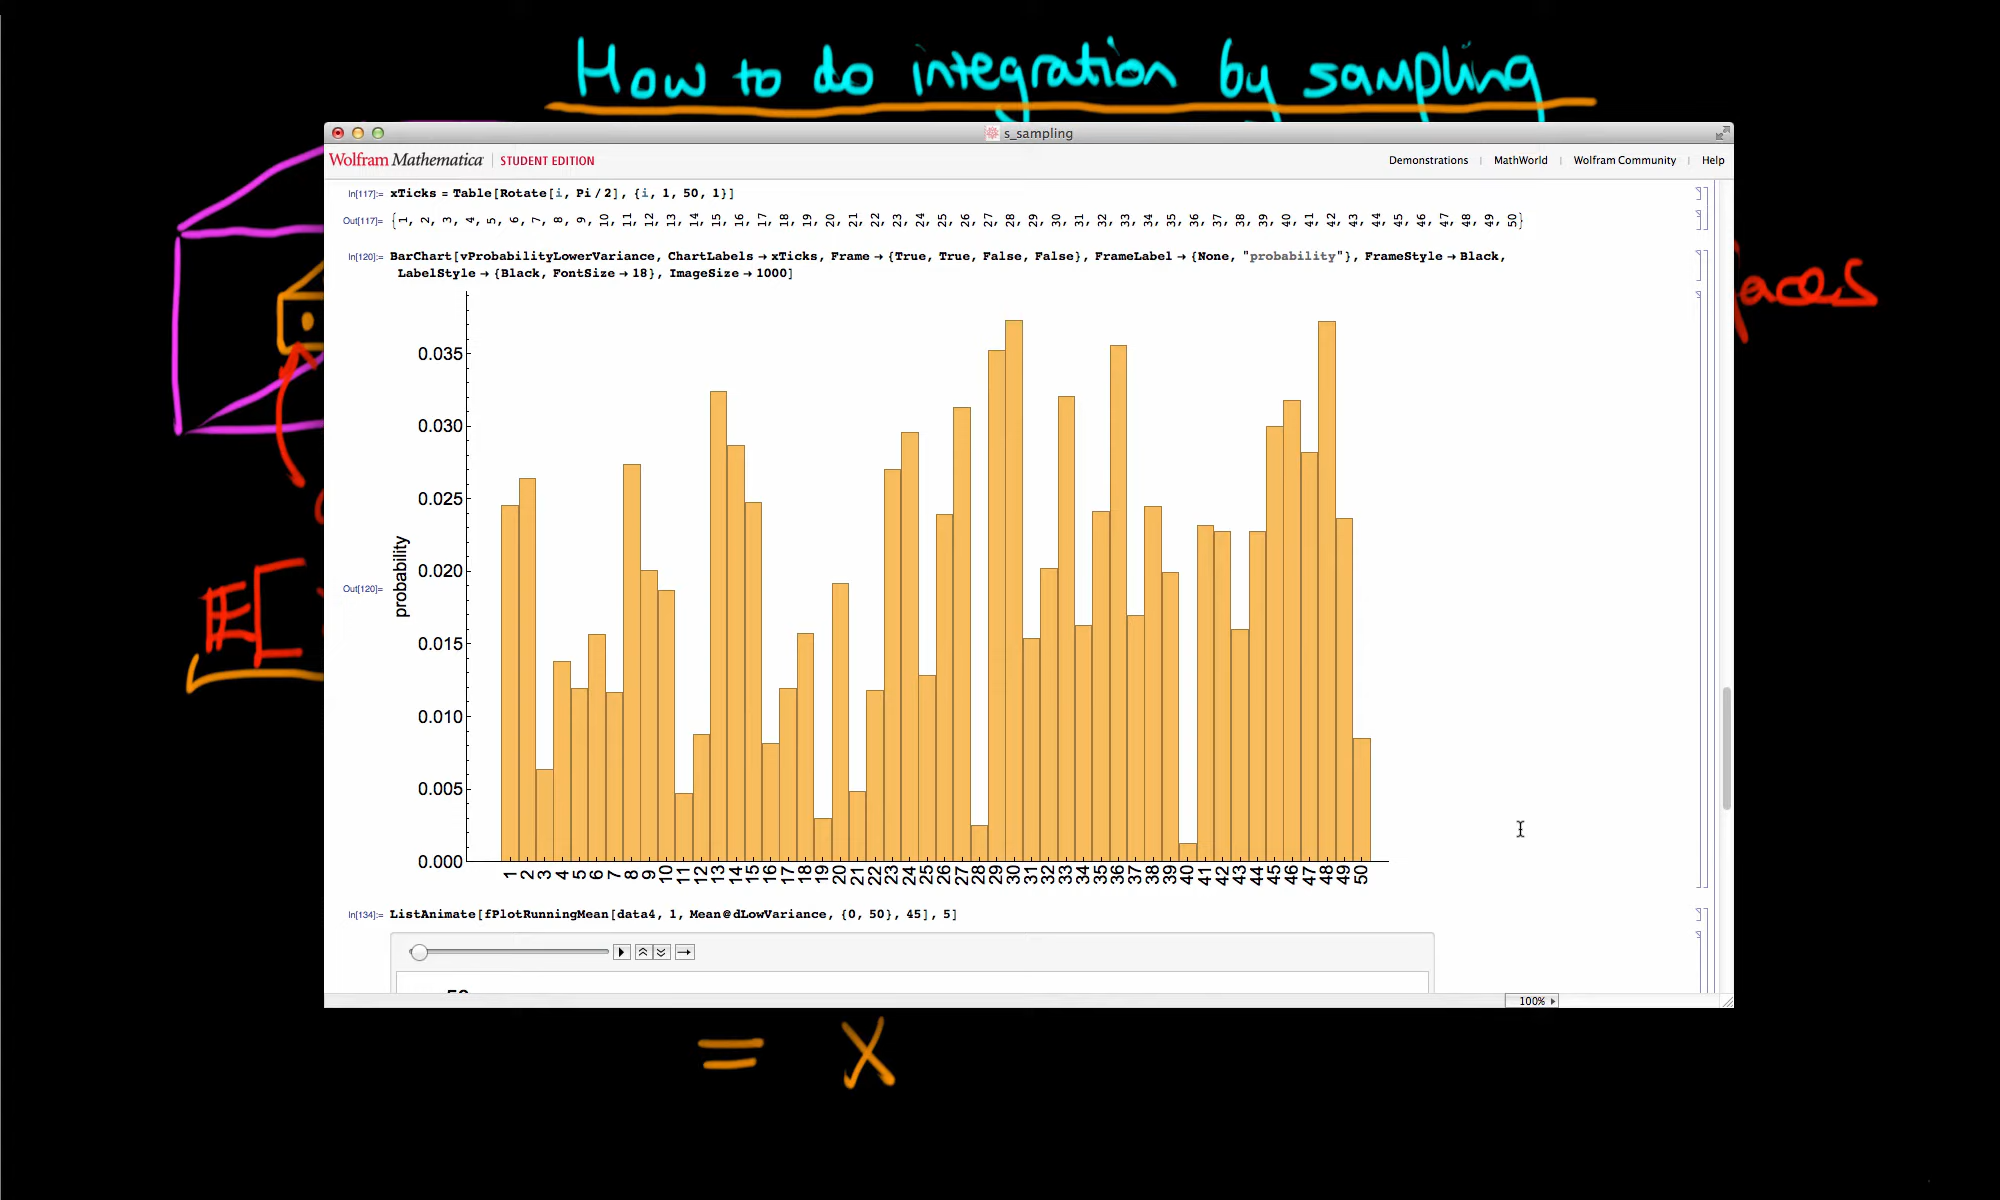 How to do integration by sampling
s_sampling
Wolfram Mathematica | STUDENT EDITION
Demonstrations | MathWorld | Wolfram Community | Help
In[117]:= xTicks = Table[Rotate[i, Pi / 2], {i, 1, 50, 1}]
Out[117]= {1, 2, 3, 4, 5, 6, 7, 8, 9, 10, 11, 12, 13, 14, 15, 16, 17, 18, 19, 20, 21, 22, 23, 24, 25, 26, 27, 28, 29, 30, 31, 32, 33, 34, 35, 36, 37, 38, 39, 40, 41, 42, 43, 44, 45, 46, 47, 48, 49, 50}
In[120]:= BarChart[vProbabilityLowerVariance, ChartLabels → xTicks, Frame → {True, True, False, False}, FrameLabel → {None, "probability"}, FrameStyle → Black,
LabelStyle → {Black, FontSize → 18}, ImageSize → 1000]
Out[120]=
probability
0.035
0.030
0.025
0.020
0.015
0.010
0.005
0.000
1 2 3 4 5 6 7 8 9 10 11 12 13 14 15 16 17 18 19 20 21 22 23 24 25 26 27 28 29 30 31 32 33 34 35 36 37 38 39 40 41 42 43 44 45 46 47 48 49 50
In[134]:= ListAnimate[fPlotRunningMean[data4, 1, Mean@dLowVariance, {0, 50}, 45], 5]
100%
E[
= X